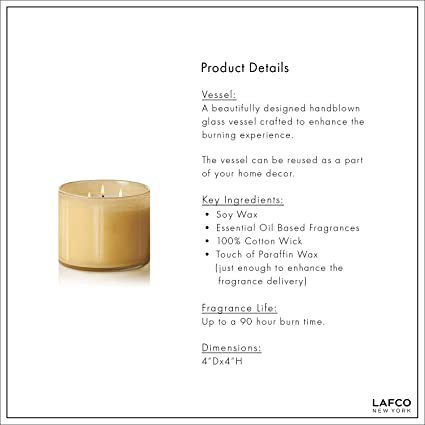 Product Details
Vessel:
A beautifully designed handblown
glass vessel crafted to enhance the
burning experience.
The vessel can be reused as a part
of your home decor.
Key Ingredients:
• Soy Wax
• Essential Oil Based Fragrances
• 100% Cotton Wick
• Touch of Paraffin Wax
(just enough to enhance the
fragrance delivery)
Fragrance Life:
Up to a 90 hour burn time.
Dimensions:
4"Dx4"H
LAFCO
NEW YORK